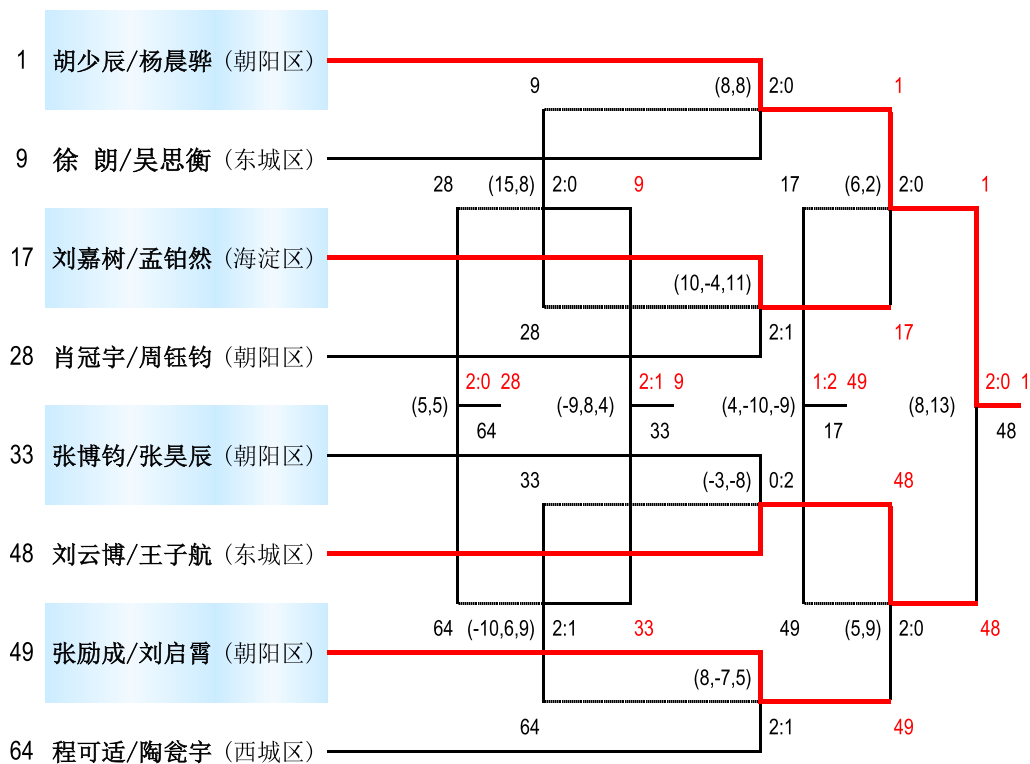 1 胡少辰/杨晨骅 (朝阳区)
9 (8,8) 2:0 1
9 徐 朗/吴思衡 (东城区)
28 (15,8) 2:0 9 17 (6,2) 2:0 1
17 刘嘉树/孟铂然 (海淀区)
(10,-4,11)
28 2:1 17
28 肖冠宇/周钰钧 (朝阳区)
2:0 28 2:1 9 1:2 49 2:0 1
(5,5) (-9,8,4) (4,-10,-9) (8,13)
64 33 17 48
33 张博钧/张昊辰 (朝阳区)
33 (-3,-8) 0:2 48
48 刘云博/王子航 (东城区)
64 (-10,6,9) 2:1 33 49 (5,9) 2:0 48
49 张励成/刘启霄 (朝阳区)
(8,-7,5)
64 2:1 49
64 程可适/陶瓮宇 (西城区)